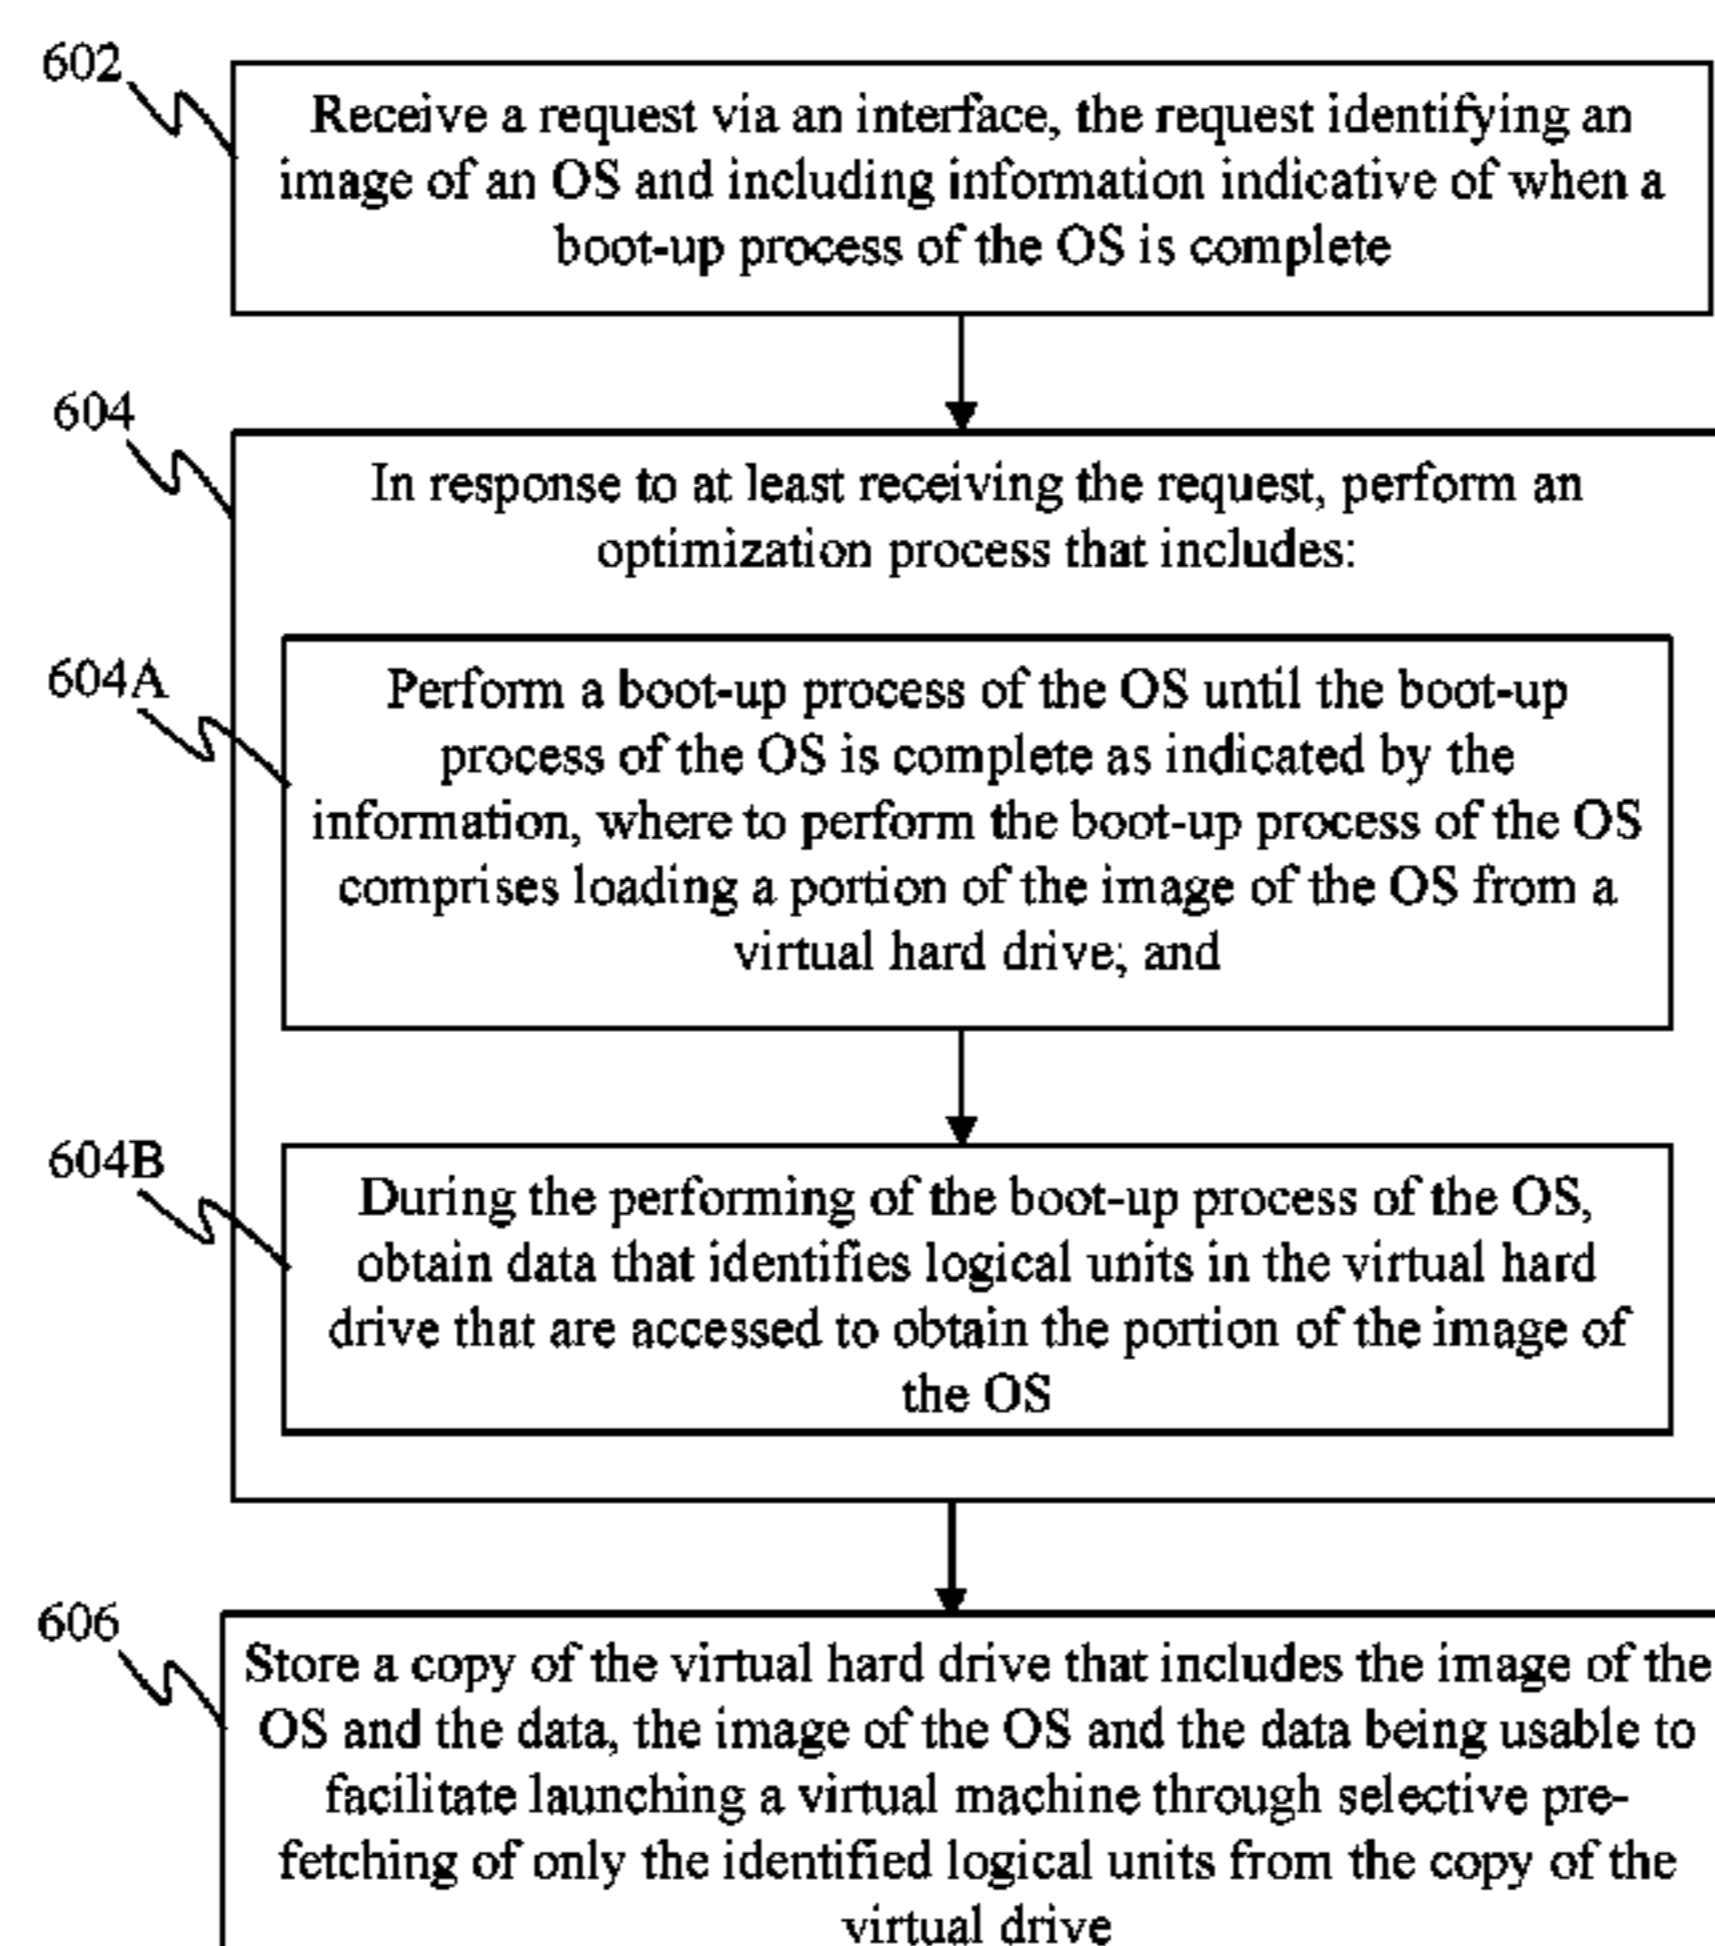 602
Receive a request via an interface, the request identifying an
image of an OS and including information indicative of when a
boot-up process of the OS is complete
604
In response to at least receiving the request, perform an
optimization process that includes:
604A
Perform a boot-up process of the OS until the boot-up
process of the OS is complete as indicated by the
information, where to perform the boot-up process of the OS
comprises loading a portion of the image of the OS from a
virtual hard drive; and
604B
During the performing of the boot-up process of the OS,
obtain data that identifies logical units in the virtual hard
drive that are accessed to obtain the portion of the image of
the OS
606
Store a copy of the virtual hard drive that includes the image of the
OS and the data, the image of the OS and the data being usable to
facilitate launching a virtual machine through selective pre-
fetching of only the identified logical units from the copy of the
virtual drive